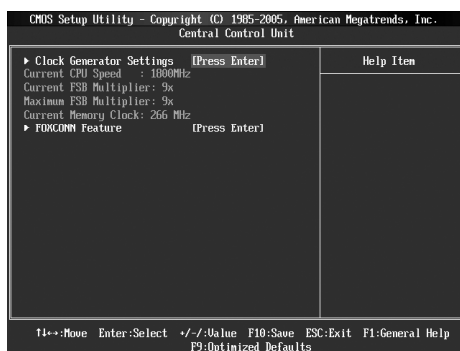 CMOS Setup Utility - Copyright (C) 1985-2005, American Megatrends, Inc.
Central Control Unit
▶ Clock Generator Settings [Press Enter]
Help Item
Current CPU Speed : 1800MHz
Current FSB Multiplier: 9x
Maximum FSB Multiplier: 9x
Current Memory Clock: 266 MHz
▶ FOXCONN Feature [Press Enter]
↑↓←→:Move Enter:Select +/-/:Value F10:Save ESC:Exit F1:General Help
F9:Optimized Defaults